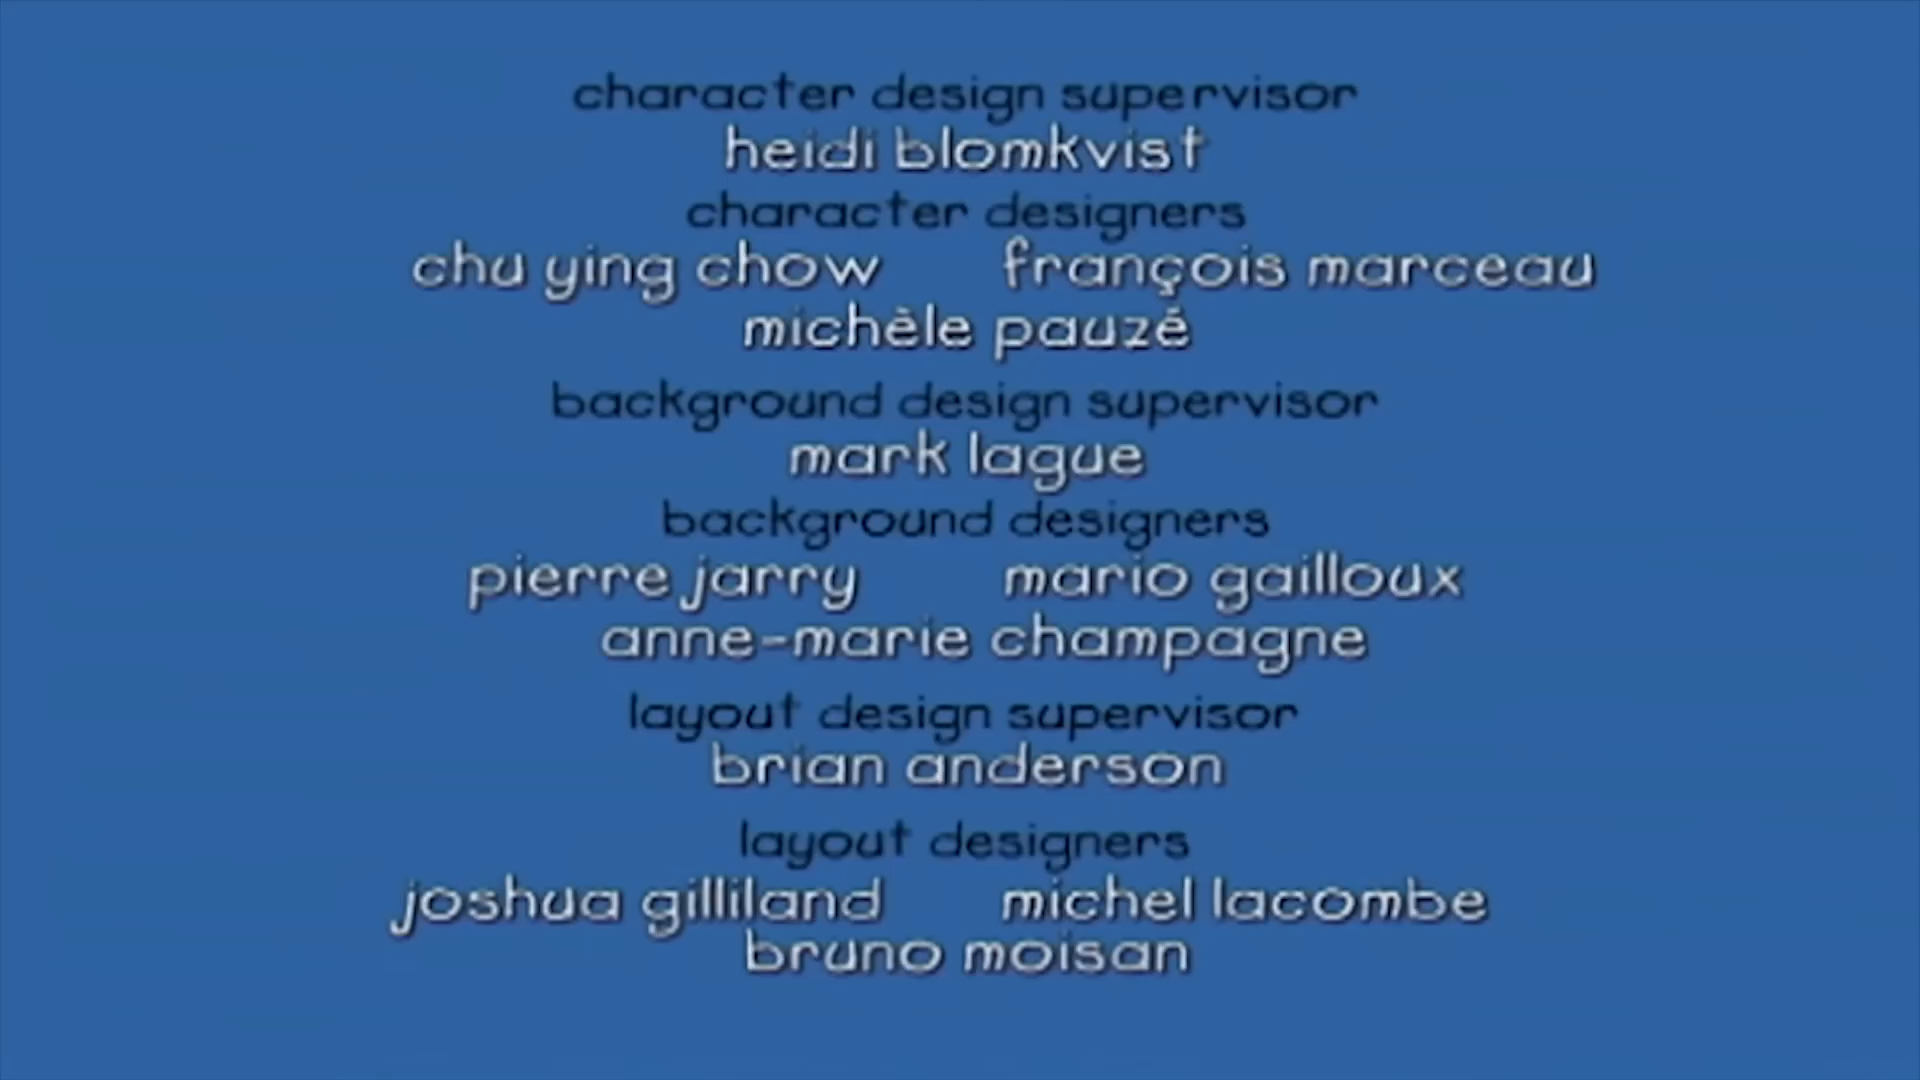 character design supervisor
heidi blomkvist
character designers
chu ying chow françois marceau
michèle pauzé
background design supervisor
mark lague
background designers
pierre jarry mario gailloux
anne-marie champagne
layout design supervisor
brian anderson
layout designers
joshua gilliland michel lacombe
bruno moisan